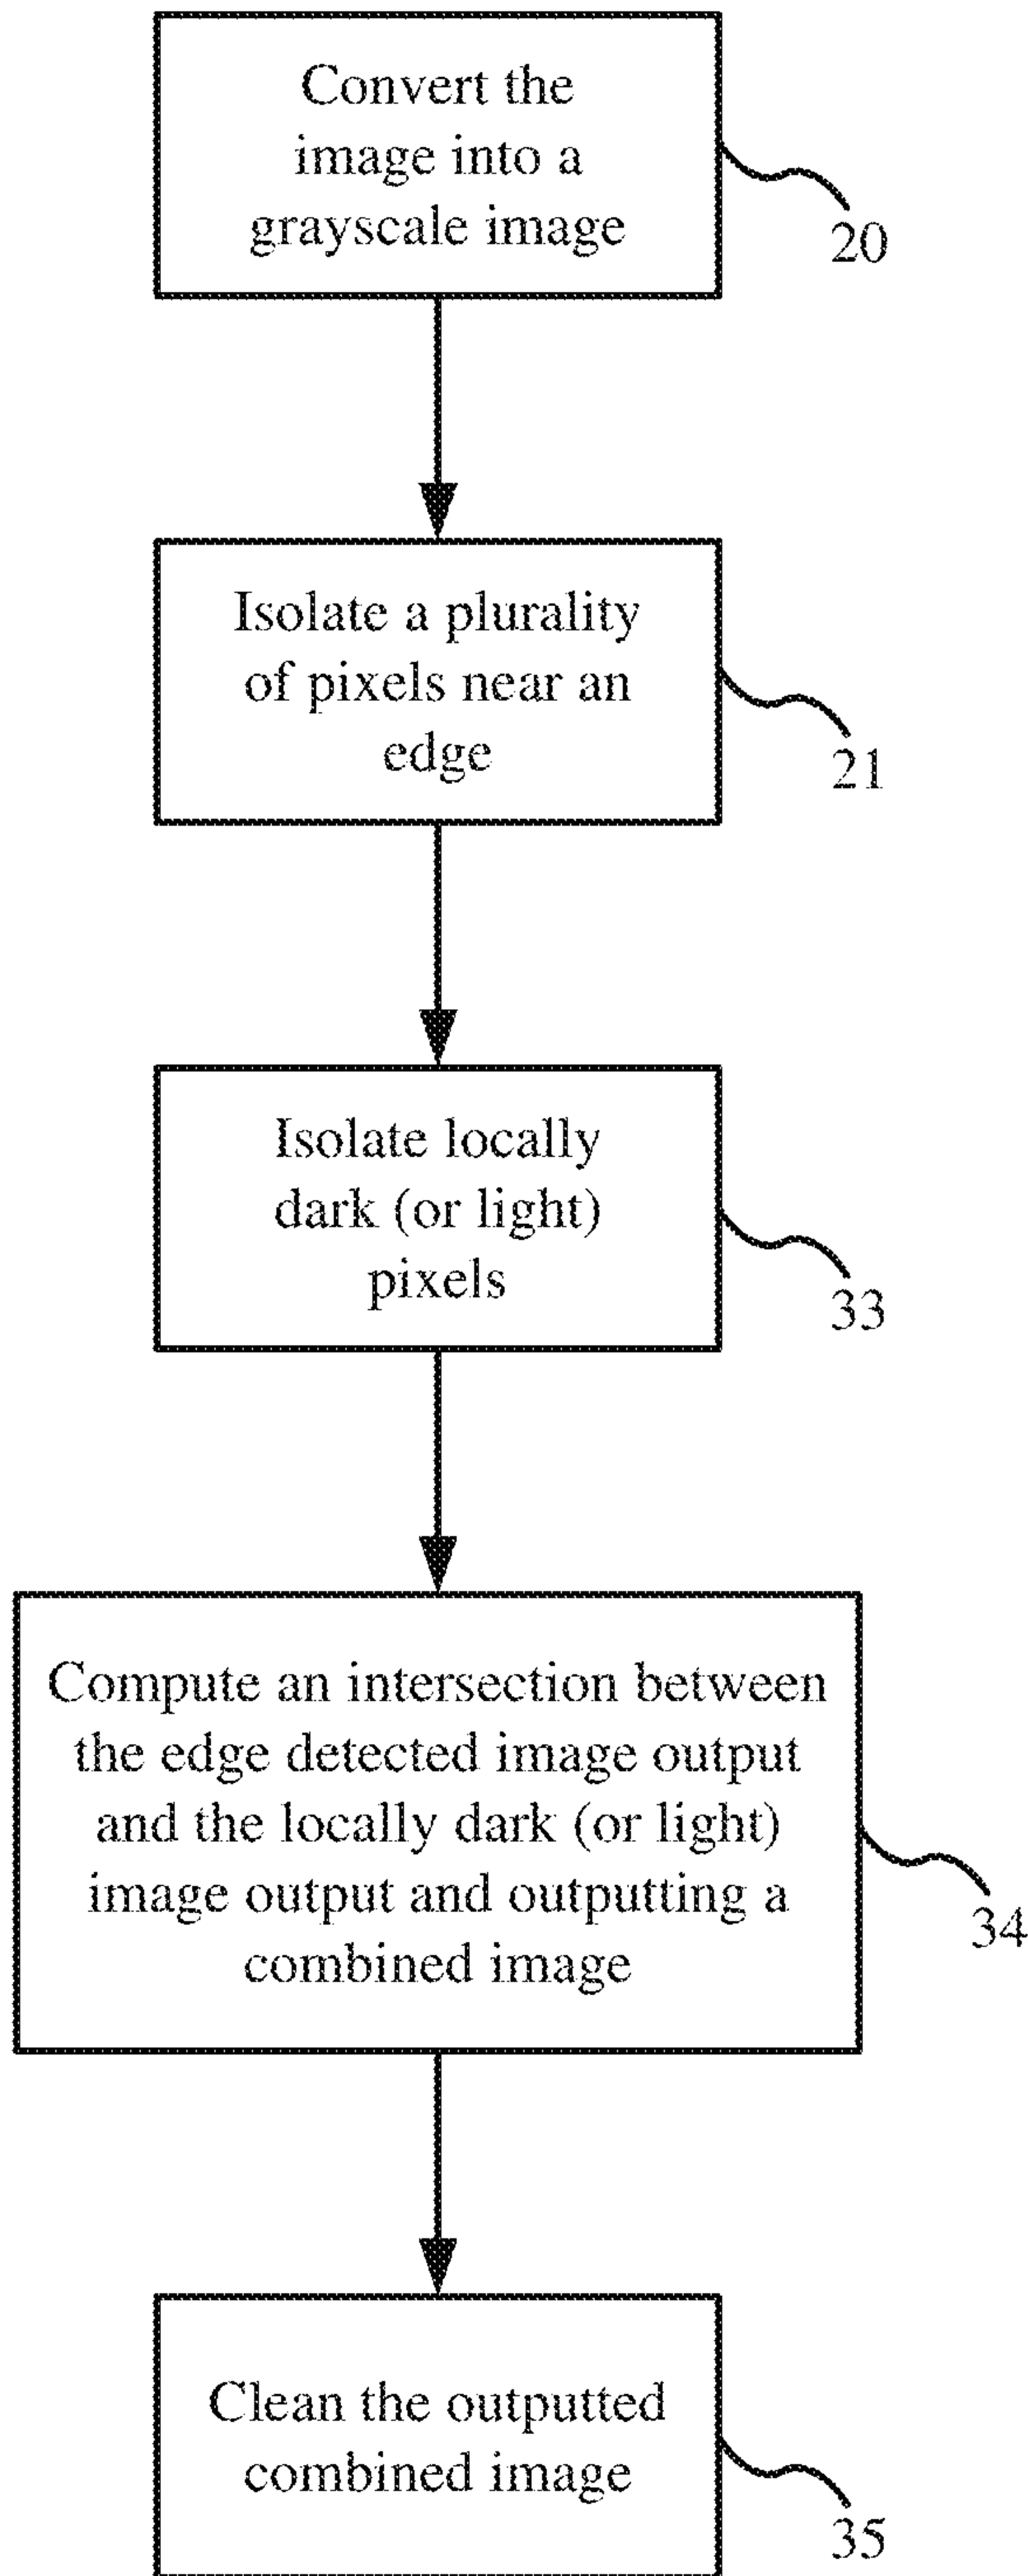 Convert the
image into a
grayscale image
20
Isolate a plurality
of pixels near an
edge
21
Isolate locally
dark (or light)
pixels
33
Compute an intersection between
the edge detected image output
and the locally dark (or light)
image output and outputting a
combined image
34
Clean the outputted
combined image
35